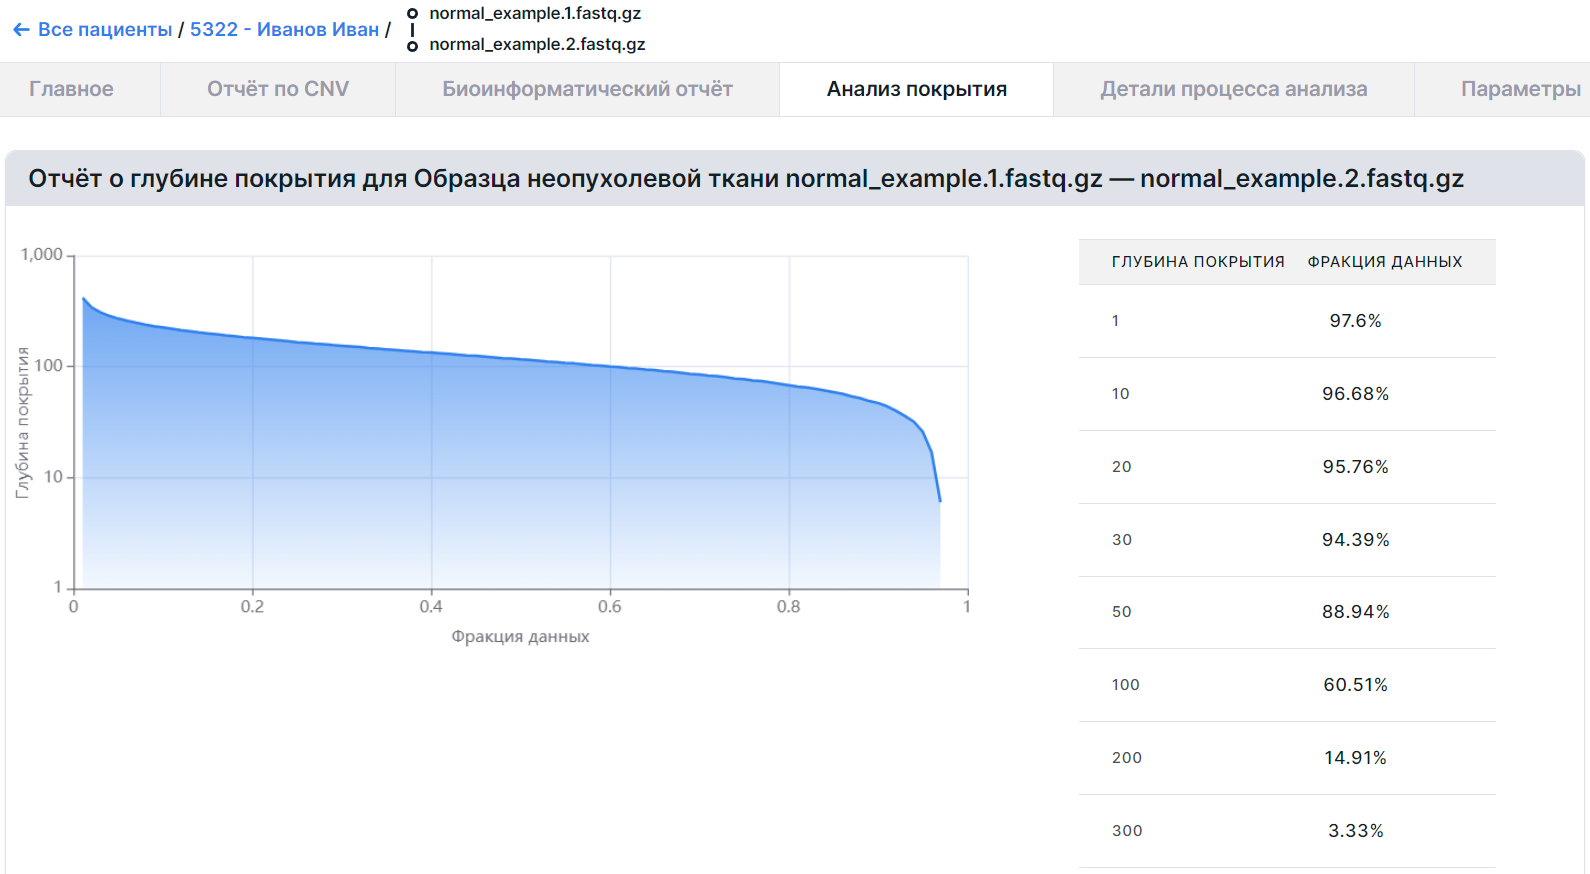 normal_example.1.fastq.gz
← Все пациенты / 5322 - Иванов Иван /
normal_example.2.fastq.gz
Главное Отчёт по CNV Биоинформатический отчёт Анализ покрытия Детали процесса анализа Параметры
Отчёт о глубине покрытия для Образца неопухолевой ткани normal_example.1.fastq.gz — normal_example.2.fastq.gz
1,000
100
10
1
Глубина покрытия
0 0.2 0.4 0.6 0.8 1
Фракция данных
ГЛУБИНА ПОКРЫТИЯ ФРАКЦИЯ ДАННЫХ
1 97.6%
10 96.68%
20 95.76%
30 94.39%
50 88.94%
100 60.51%
200 14.91%
300 3.33%